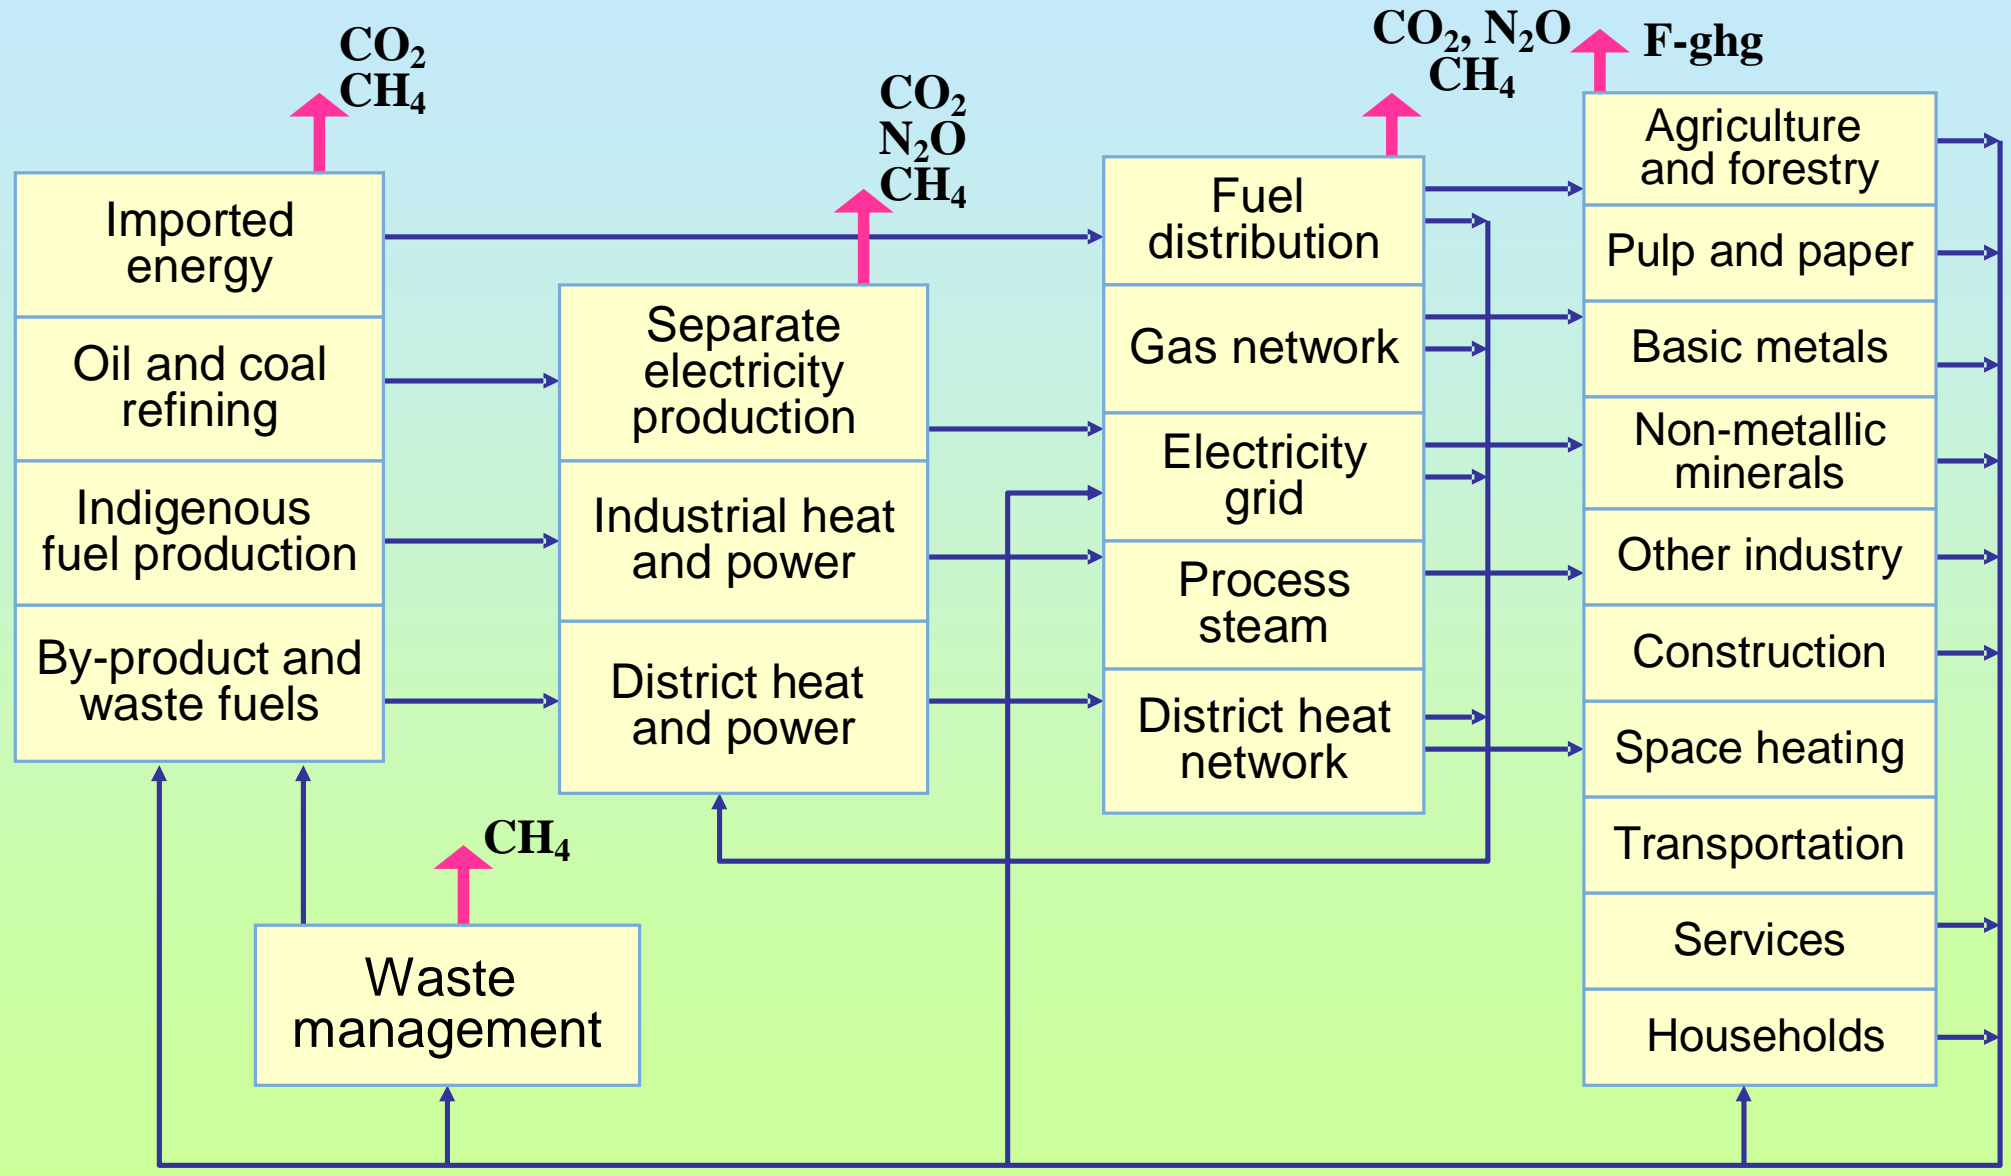 CO₂
CH₄
Imported
energy
Oil and coal
refining
Indigenous
fuel production
By-product and
waste fuels
CH₄
Waste
management
CO₂
N₂O
CH₄
Separate
electricity
production
Industrial heat
and power
District heat
and power
CO₂, N₂O
CH₄
Fuel
distribution
Gas network
Electricity
grid
Process
steam
District heat
network
F-ghg
Agriculture
and forestry
Pulp and paper
Basic metals
Non-metallic
minerals
Other industry
Construction
Space heating
Transportation
Services
Households